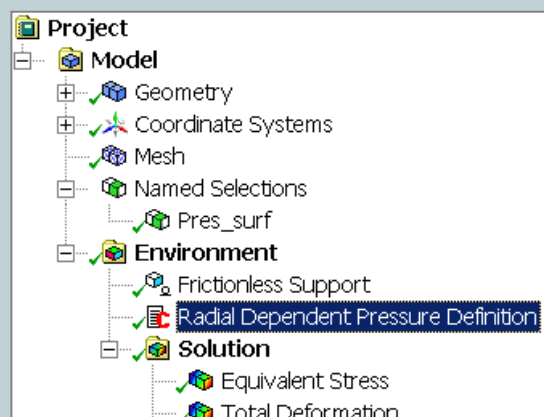 Project
Model
Geometry
Coordinate Systems
Mesh
Named Selections
Pres_surf
Environment
Frictionless Support
Radial Dependent Pressure Definition
Solution
Equivalent Stress
Total Deformation